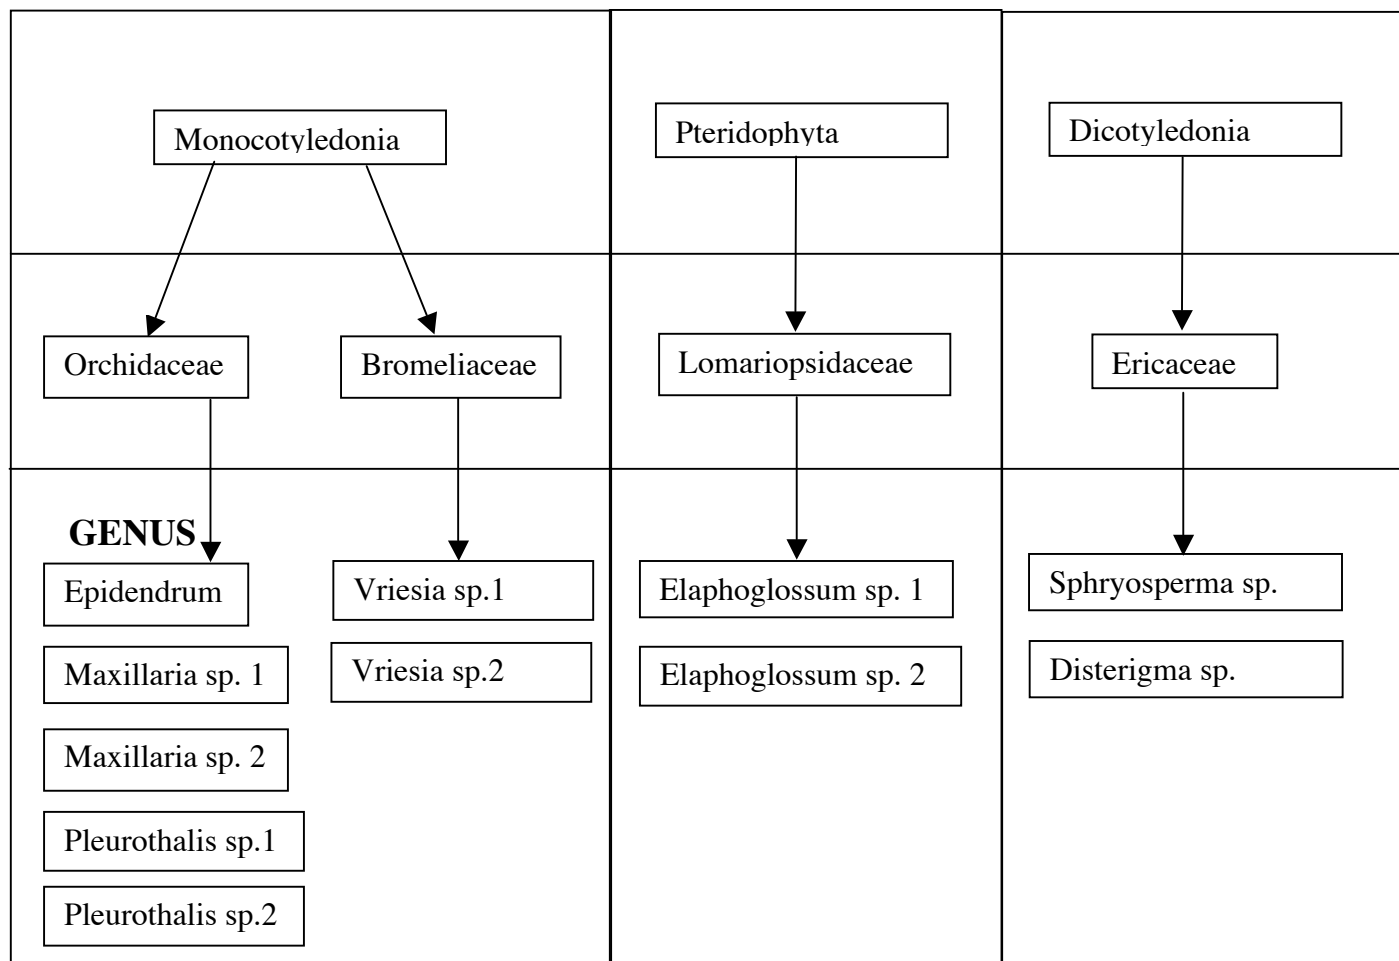 Monocotyledonia
Pteridophyta
Dicotyledonia
Orchidaceae
Bromeliaceae
Lomariopsidaceae
Ericaceae
GENUS
Epidendrum
Maxillaria sp. 1
Maxillaria sp. 2
Pleurothalis sp.1
Pleurothalis sp.2
Vriesia sp.1
Vriesia sp.2
Elaphoglossum sp. 1
Elaphoglossum sp. 2
Sphryosperma sp.
Disterigma sp.